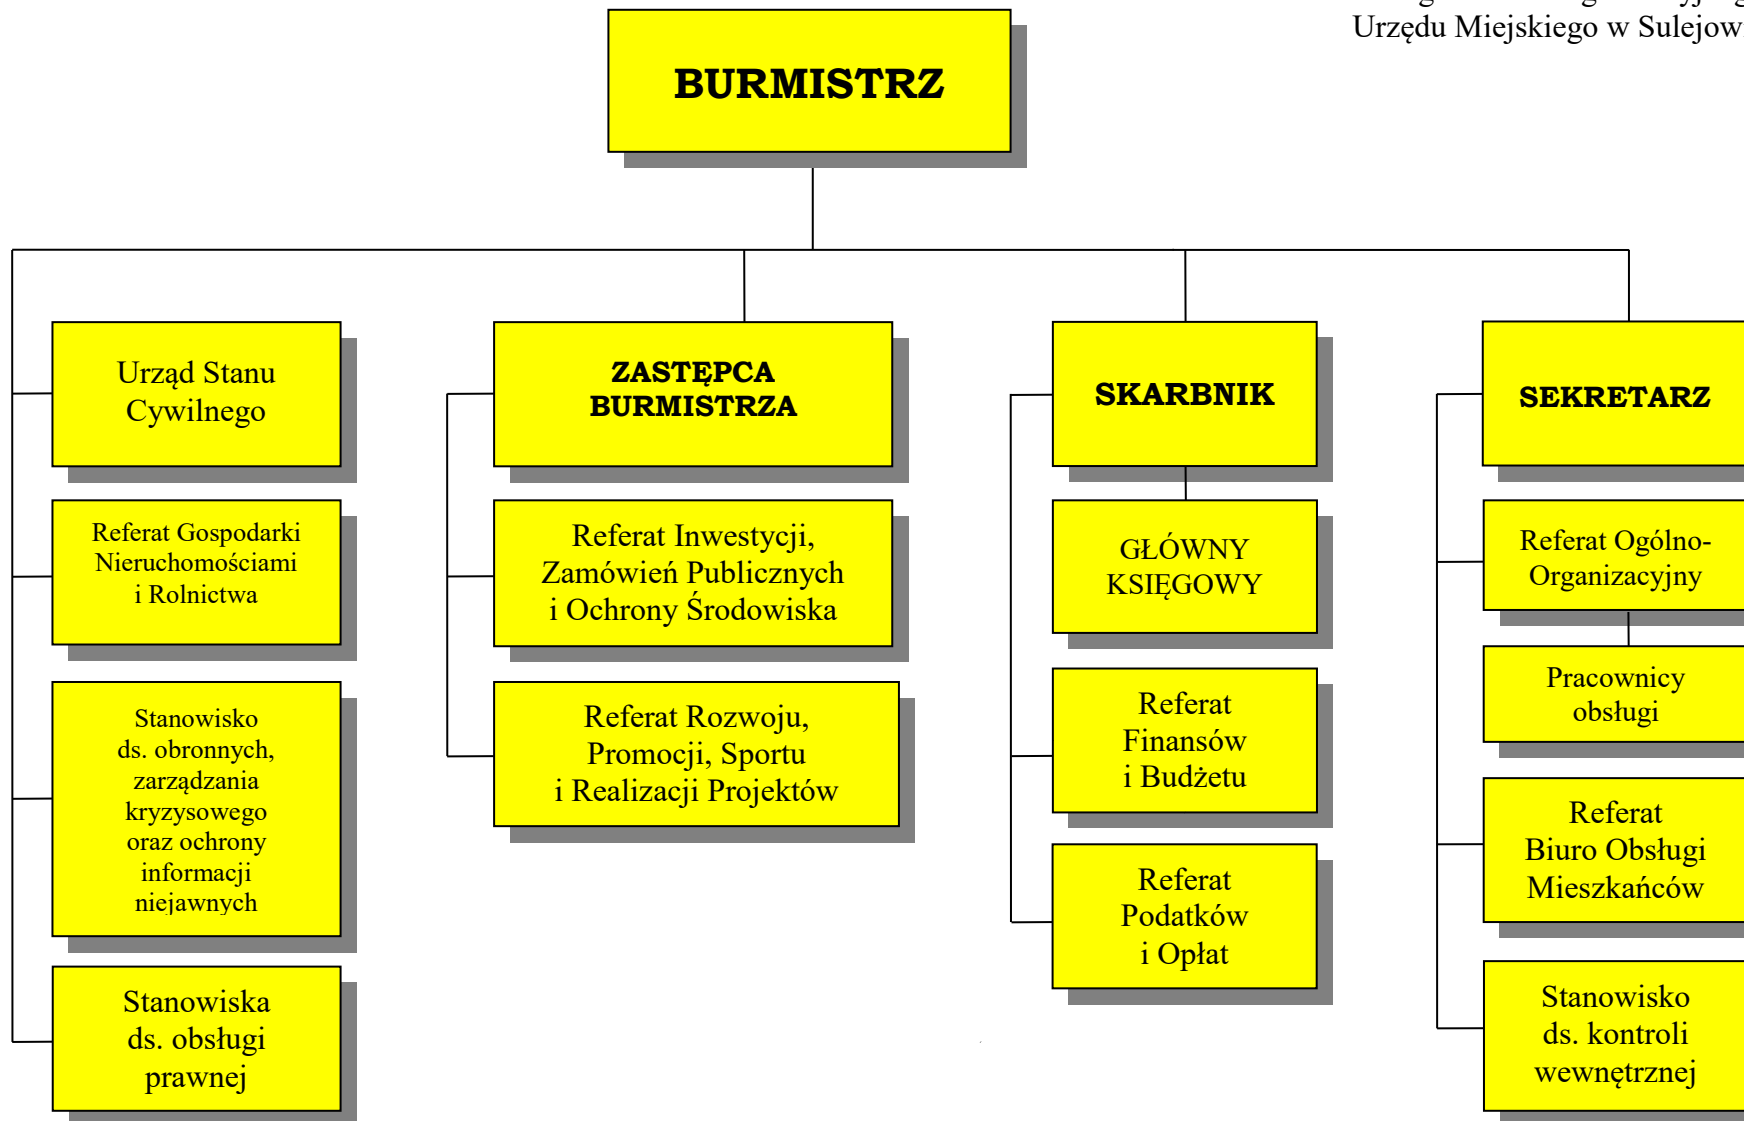 Urzędu Miejskiego w Sulejow
BURMISTRZ
Urząd Stanu
Cywilnego
Referat Gospodarki
Nieruchomościami
i Rolnictwa
Stanowisko
ds. obronnych,
zarządzania
kryzysowego
oraz ochrony
informacji
niejawnych
Stanowiska
ds. obsługi
prawnej
ZASTĘPCA
BURMISTRZA
Referat Inwestycji,
Zamówień Publicznych
i Ochrony Środowiska
Referat Rozwoju,
Promocji, Sportu
i Realizacji Projektów
SKARBNIK
GŁÓWNY
KSIĘGOWY
Referat
Finansów
i Budżetu
Referat
Podatków
i Opłat
SEKRETARZ
Referat Ogólno-
Organizacyjny
Pracownicy
obsługi
Referat
Biuro Obsługi
Mieszkańców
Stanowisko
ds. kontroli
wewnętrznej